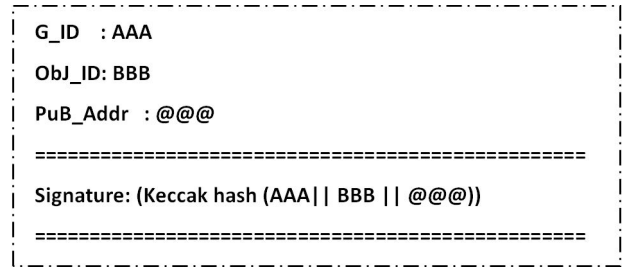 G_ID : AAA
ObJ_ID: BBB
PuB_Addr : @@@
===============================================
Signature: (Keccak hash (AAA|| BBB || @@@))
===============================================